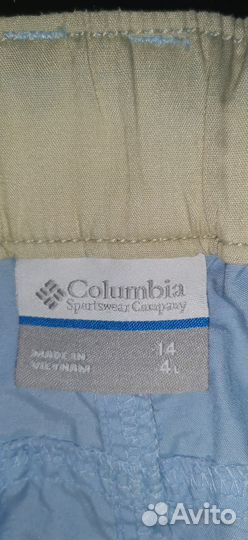 Columbia
Sportswear Company
MADE IN 14
VIETNAM 4L
Avito